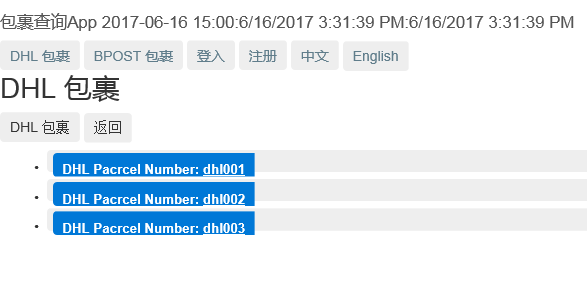 包裹查询App 2017-06-16 15:00:6/16/2017 3:31:39 PM:6/16/2017 3:31:39 PM
DHL 包裹 BPOST 包裹 登入 注册 中文 English
DHL 包裹
DHL 包裹 返回
DHL Pacrcel Number: dhl001
DHL Pacrcel Number: dhl002
DHL Pacrcel Number: dhl003